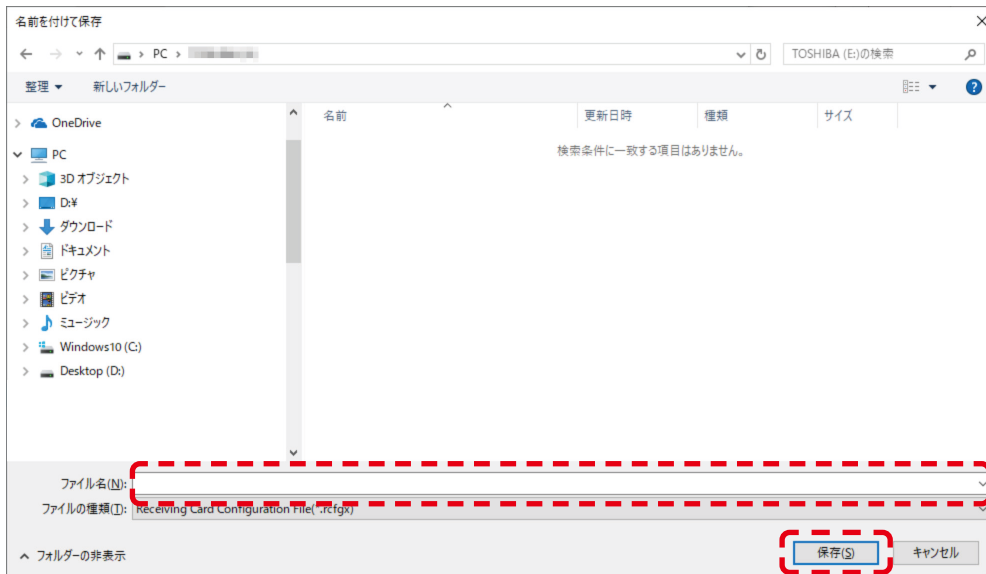 名前を付けて保存
PC
TOSHIBA (E:)の検索
整理 新しいフォルダー
名前 更新日時 種類 サイズ
検索条件に一致する項目はありません。
OneDrive
PC
3D オブジェクト
D:¥
ダウンロード
ドキュメント
ピクチャ
ビデオ
ミュージック
Windows10 (C:)
Desktop (D:)
ファイル名(N):
ファイルの種類(T): Receiving Card Configuration File(*.rcfgx)
フォルダーの非表示 保存(S) キャンセル